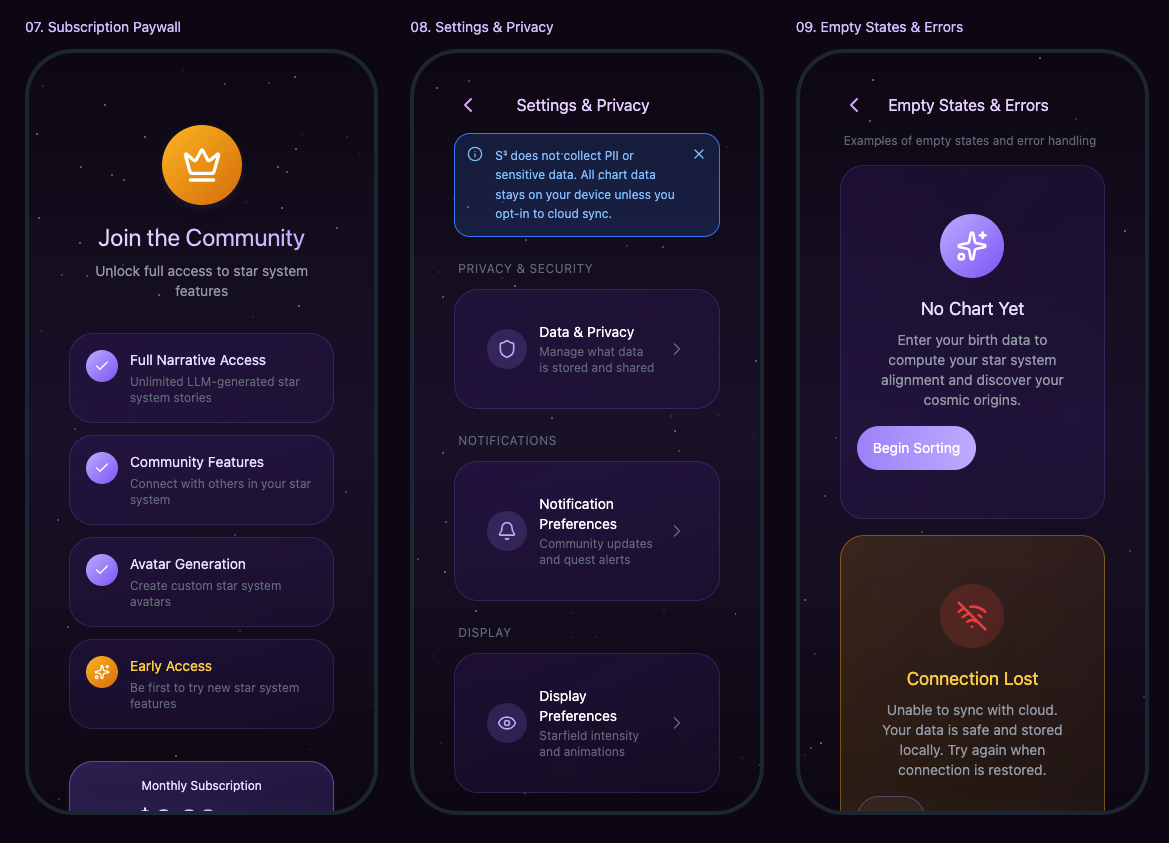 07. Subscription Paywall
Join the Community
Unlock full access to star system
features
Full Narrative Access
Unlimited LLM-generated star
system stories
Community Features
Connect with others in your star
system
Avatar Generation
Create custom star system
avatars
Early Access
Be first to try new star system
features
Monthly Subscription
08. Settings & Privacy
Settings & Privacy
S³ does not collect PII or
sensitive data. All chart data
stays on your device unless you
opt-in to cloud sync.
PRIVACY & SECURITY
Data & Privacy
Manage what data
is stored and shared
NOTIFICATIONS
Notification
Preferences
Community updates
and quest alerts
DISPLAY
Display
Preferences
Starfield intensity
and animations
09. Empty States & Errors
Empty States & Errors
Examples of empty states and error handling
No Chart Yet
Enter your birth data to
compute your star system
alignment and discover your
cosmic origins.
Begin Sorting
Connection Lost
Unable to sync with cloud.
Your data is safe and stored
locally. Try again when
connection is restored.